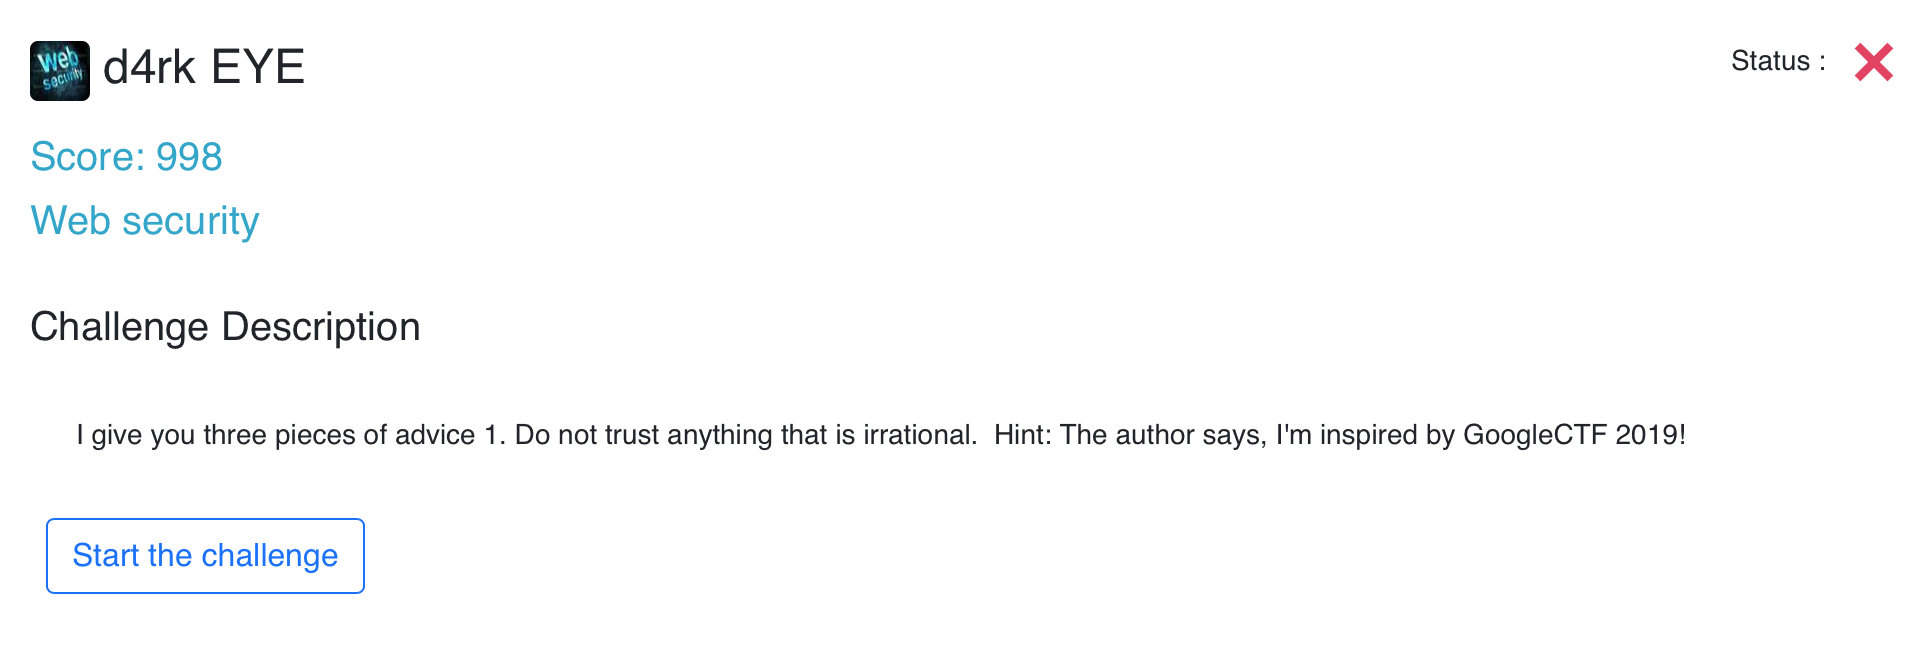 Web
security
d4rk EYE
Status :
Score: 998
Web security
Challenge Description
I give you three pieces of advice 1. Do not trust anything that is irrational.  Hint: The author says, I'm inspired by GoogleCTF 2019!
Start the challenge